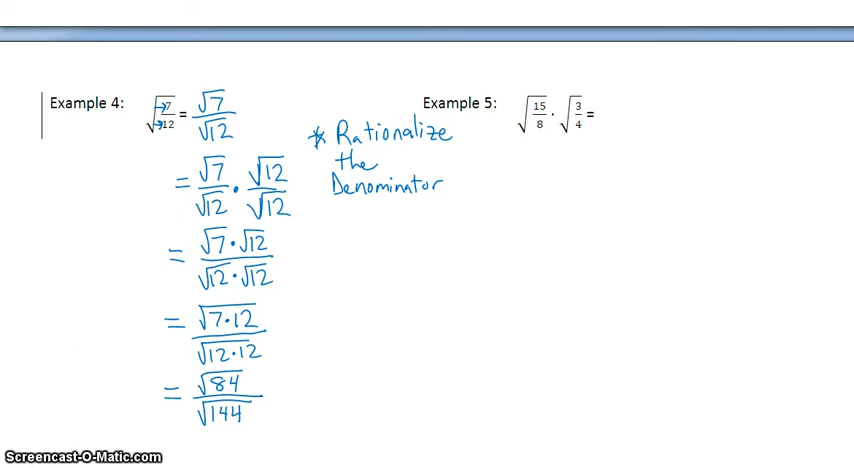 Example 4: √(7/12) = √7/√12
= √7/√12 · √12/√12
= √7·√12/√12·√12
= √7·12/√12·12
= √84/√144
* Rationalize
the
Denominator
Example 5: √(15/8) · √(3/4) =
Screencast-O-Matic.com